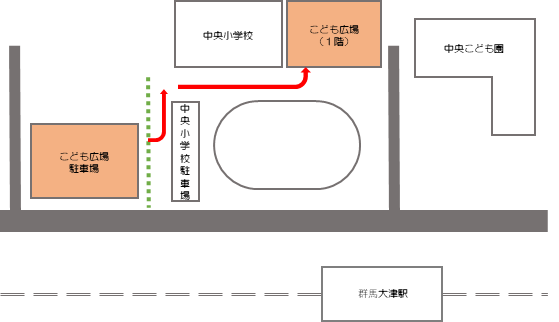 中央小学校
こども広場
（１階）
中央こども園
こども広場
駐車場
中央小学校駐車場
群馬大津駅